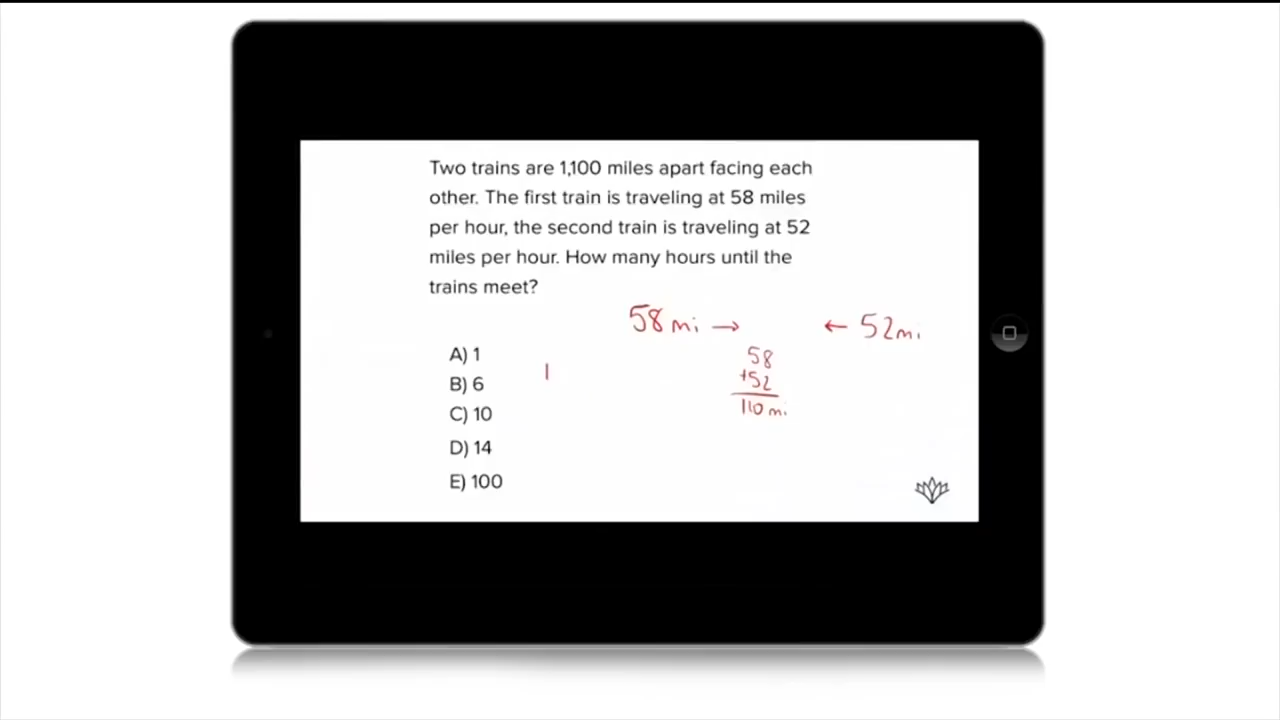 Two trains are 1,100 miles apart facing each
other. The first train is traveling at 58 miles
per hour, the second train is traveling at 52
miles per hour. How many hours until the
trains meet?
58 mi → ← 52 mi
A) 1
58
B) 6
+52
C) 10
110 mi
D) 14
E) 100